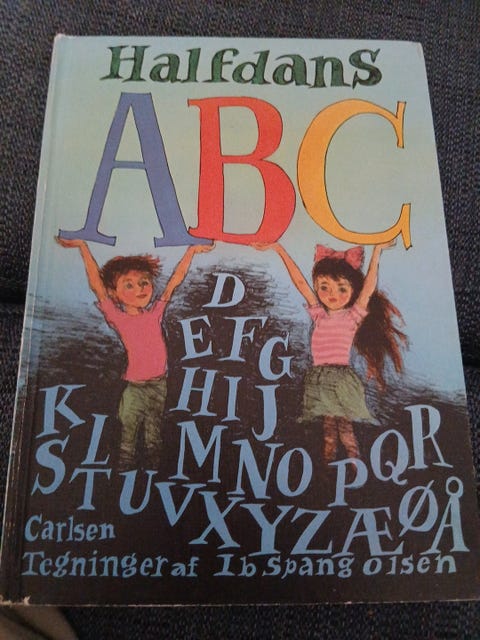 Halfdans
ABC
D
EFG
HIJ
KL MNO PQR
STUVXYZÆØÅ
Carlsen
Tegninger af Ib Spang Olsen